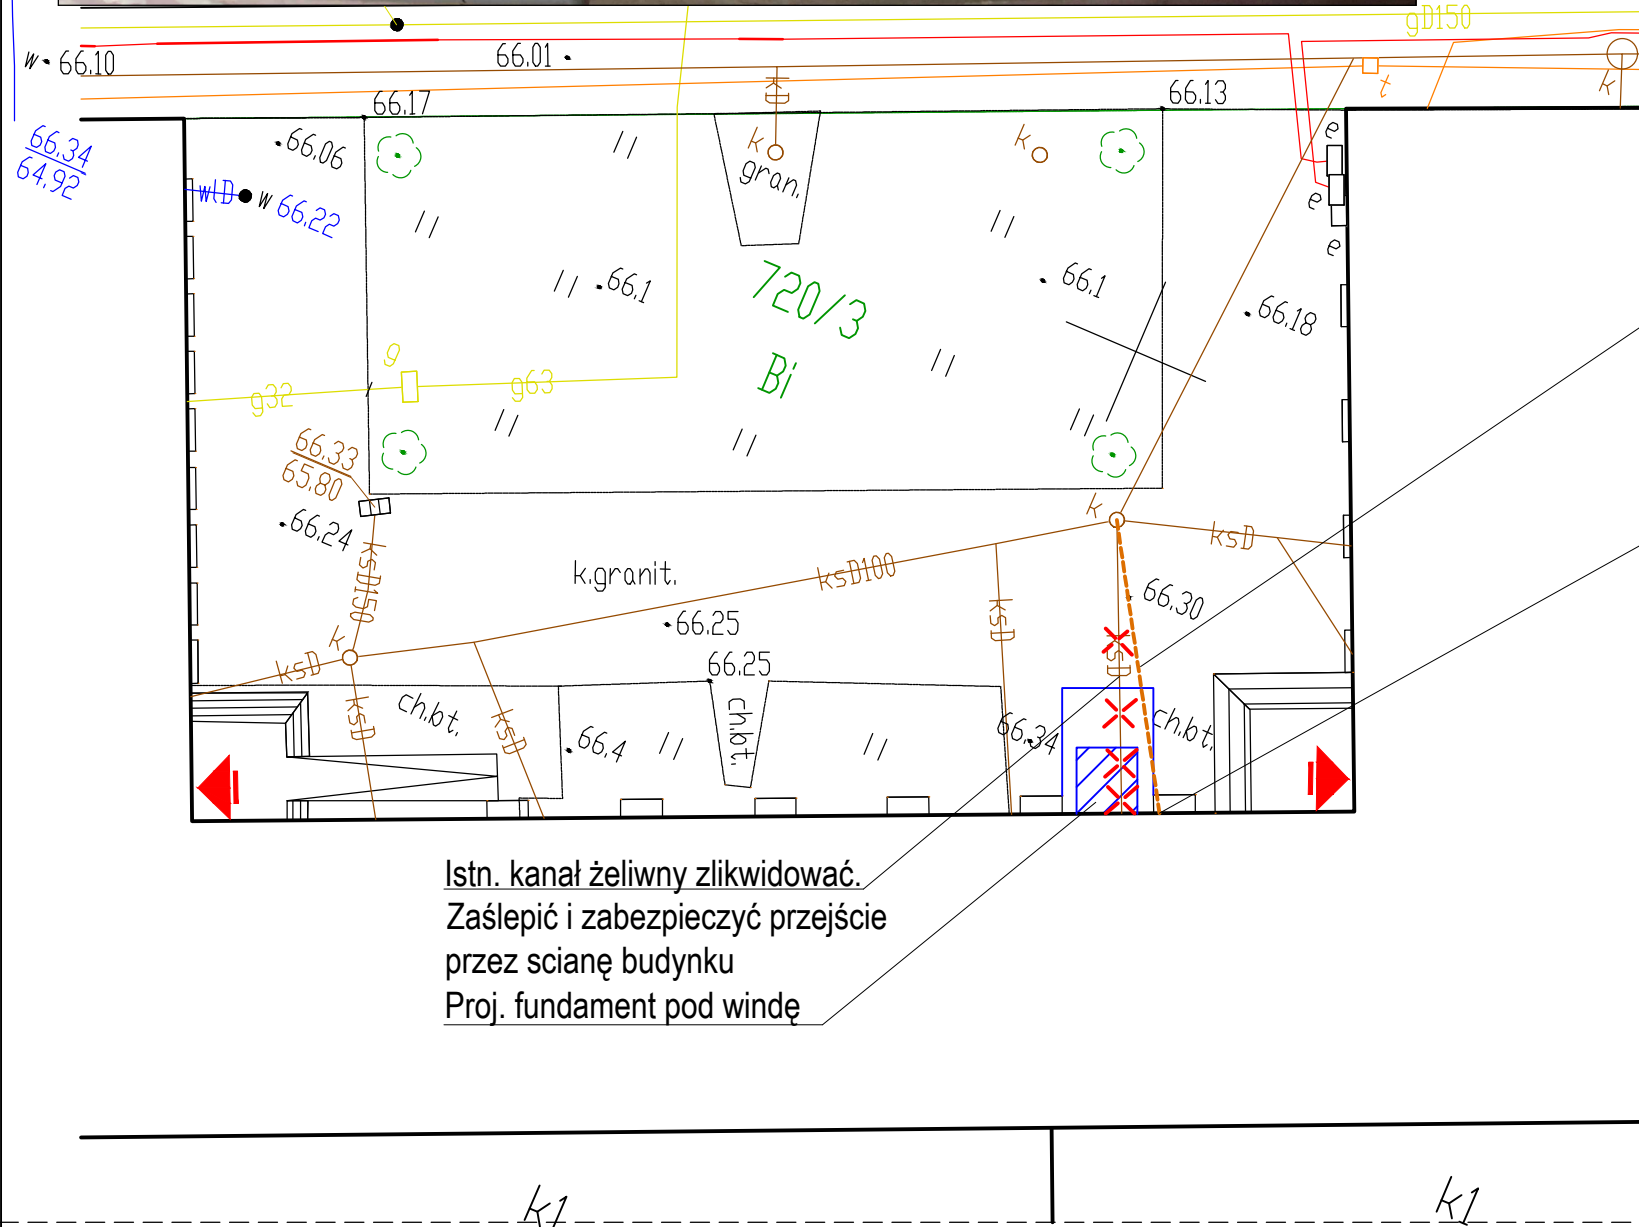 gD150
w 66.10
66.01
kD
t
k
66.17
66.13
66.34
64.92
66.06
k
gran.
k
e
wlD
w 66.22
e
e
66.1
720/3
66.1
66.18
Bi
g
g32
g63
66.33
65.80
66.24
k
ksD
ksD150
k.granit.
ksD100
66.30
66.25
ksD
k
66.25
ksD
ksD
ksD
ch.bt.
ksD
66.4
ch.bt.
66.34
ch.bt.
Istn. kanał żeliwny zlikwidować.
Zaślepić i zabezpieczyć przejście
przez scianę budynku
Proj. fundament pod windę
k1
k1